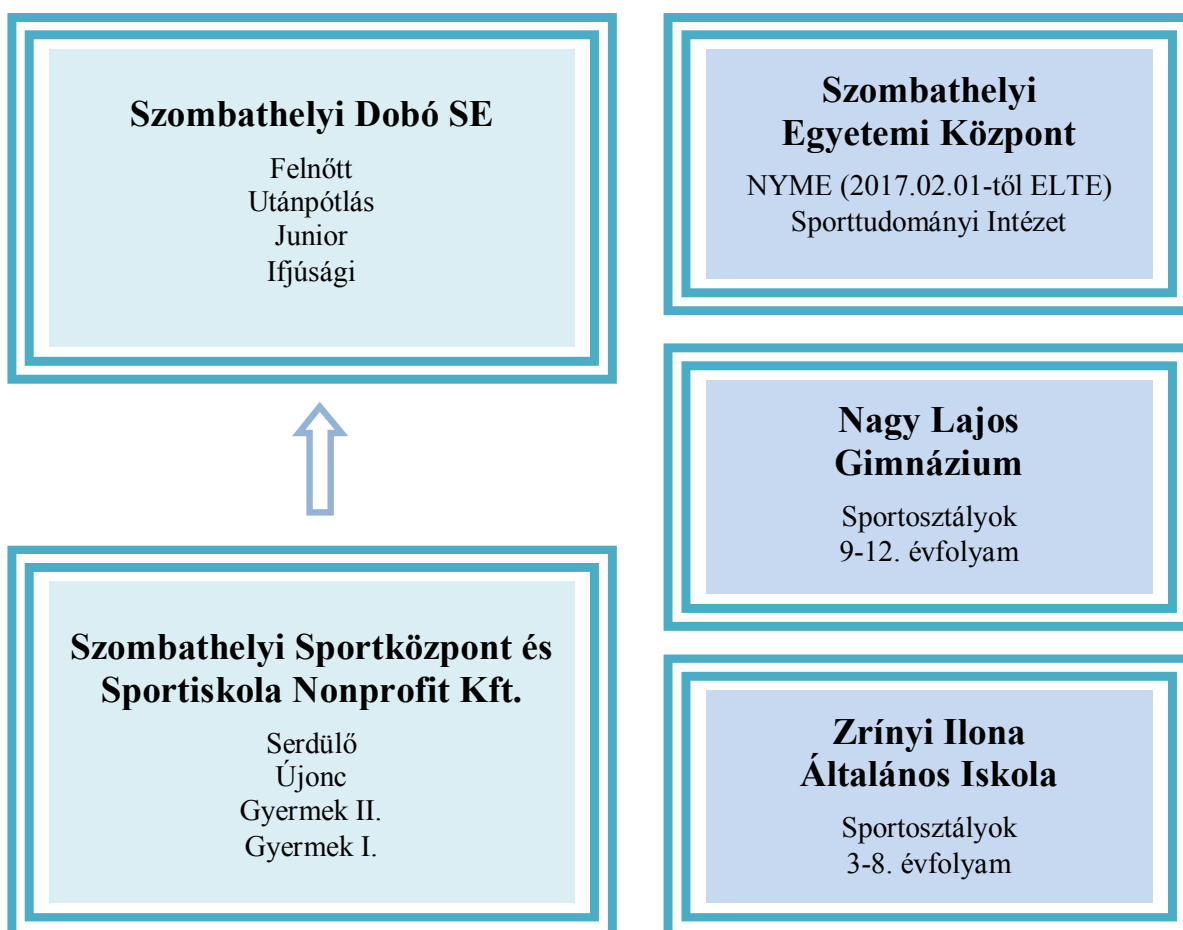 Szombathelyi Dobó SE
Felnőtt
Utánpótlás
Junior
Ifjúsági
Szombathelyi Sportközpont és
Sportiskola Nonprofit Kft.
Serdülő
Újonc
Gyermek II.
Gyermek I.
Szombathelyi
Egyetemi Központ
NYME (2017.02.01-től ELTE)
Sporttudományi Intézet
Nagy Lajos
Gimnázium
Sportosztályok
9-12. évfolyam
Zrínyi Ilona
Általános Iskola
Sportosztályok
3-8. évfolyam